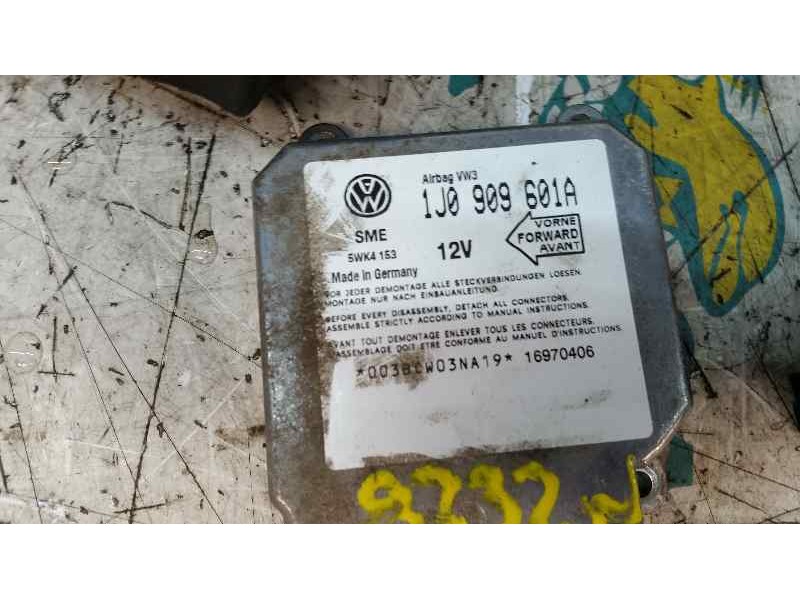 Airbag VW3
1J0 909 601A
SME
5WK4 153
12V
VORNE
FORWARD
AVANT
Made in Germany
VOR JEDER DEMONTAGE ALLE STECKVERBINDUNGEN LOESEN.
MONTAGE NUR NACH EINBAUANLEITUNG.
BEFORE EVERY DISASSEMBLY, DETACH ALL CONNECTORS.
ASSEMBLE STRICTLY ACCORDING TO MANUAL INSTRUCTIONS.
AVANT TOUT DEMONTAGE ENLEVER TOUS LES CONNECTEURS.
ASSEMBLAGE DOIT ETRE CONFORME AU MANUEL D'INSTRUCTIONS.
16970406